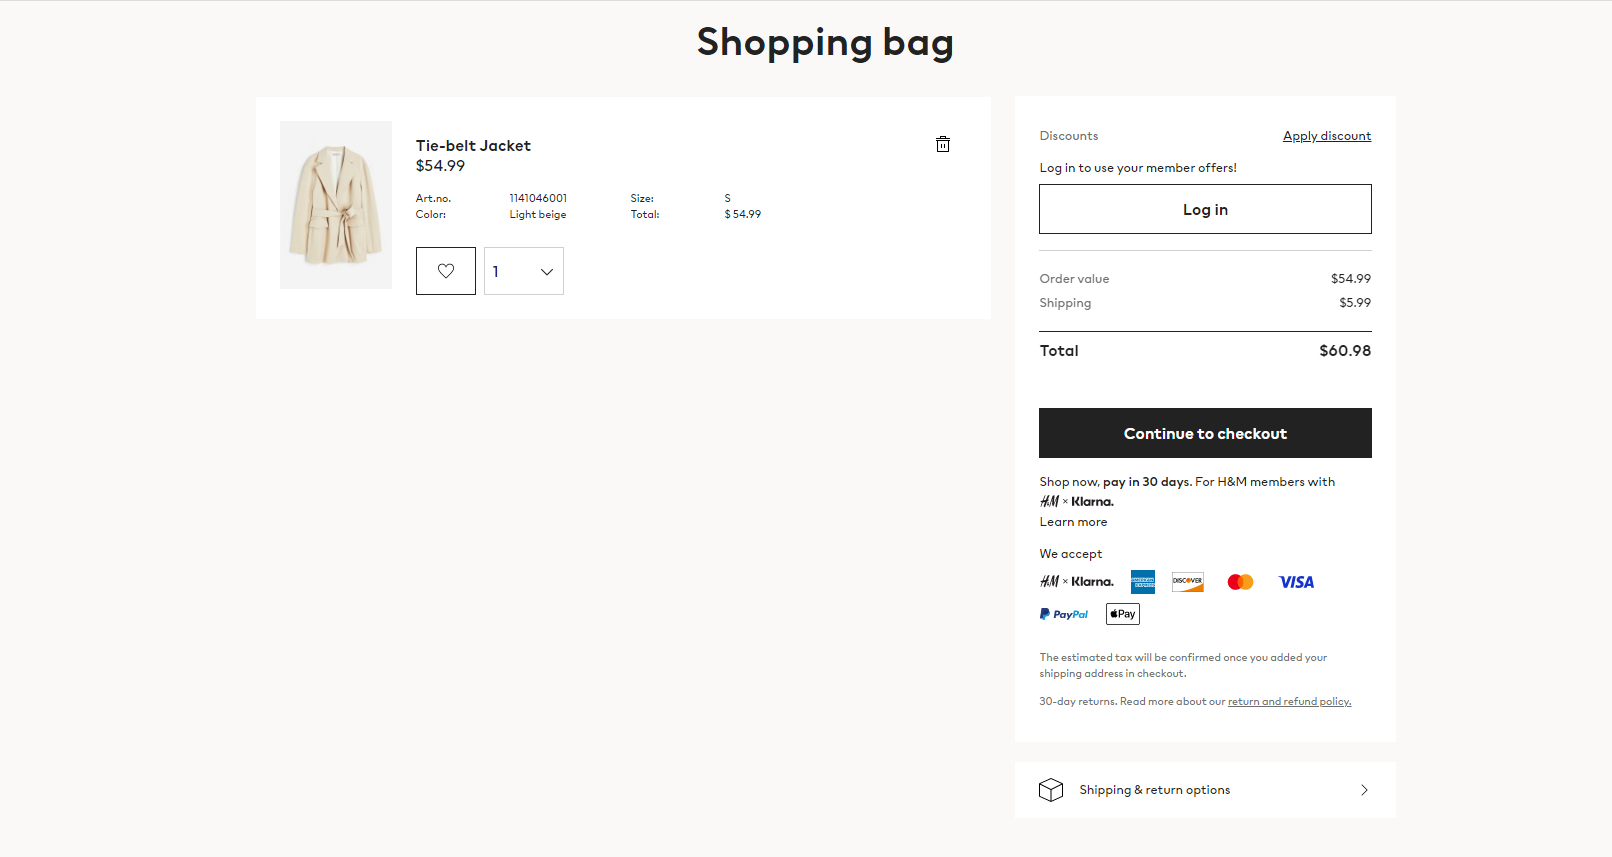 Shopping bag
Tie-belt Jacket
$54.99
Art.no. 1141046001 Size: S
Color: Light beige Total: $ 54.99
1
Discounts Apply discount
Log in to use your member offers!
Log in
Order value $54.99
Shipping $5.99
Total $60.98
Continue to checkout
Shop now, pay in 30 days. For H&M members with
H&M × Klarna.
Learn more
We accept
H&M × Klarna. AMERICAN EXPRESS DISCOVER VISA
PayPal Pay
The estimated tax will be confirmed once you added your
shipping address in checkout.
30-day returns. Read more about our return and refund policy.
Shipping & return options